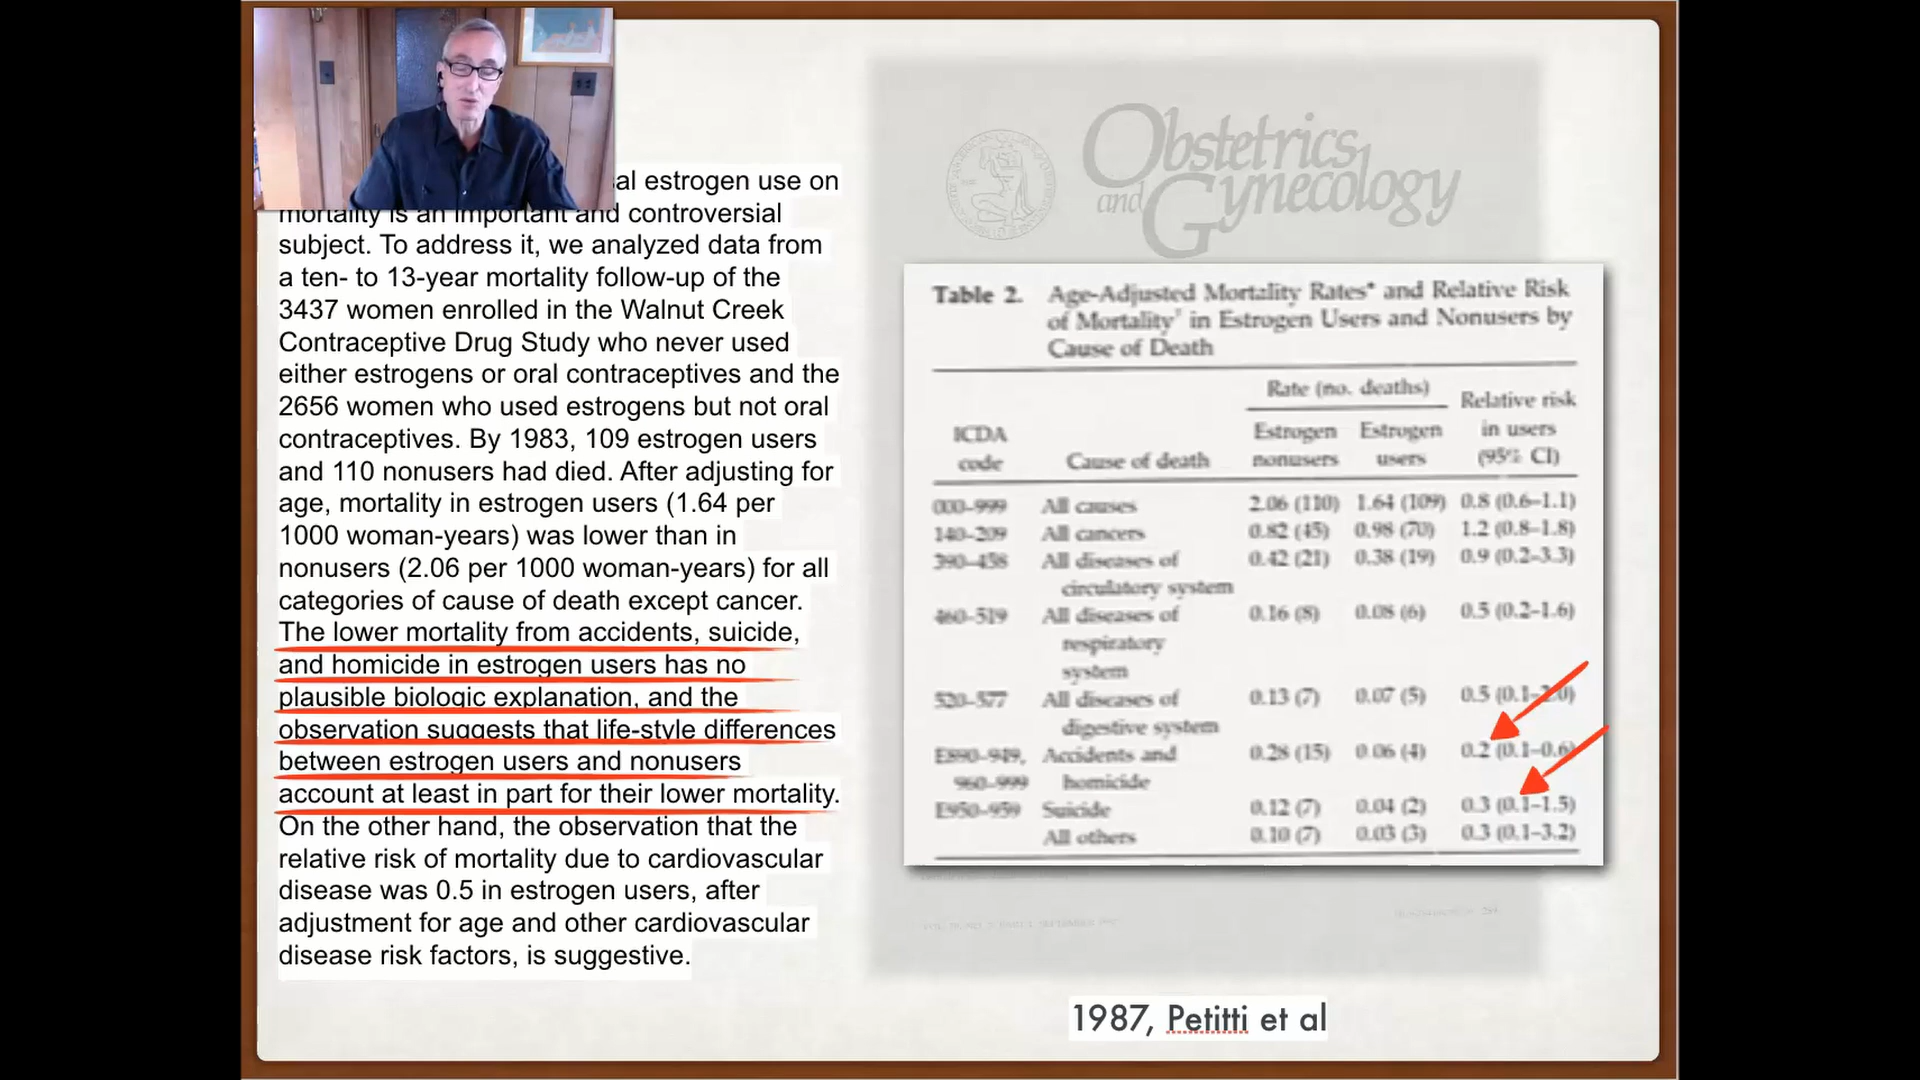 al estrogen use on
mortality is an important and controversial
subject. To address it, we analyzed data from
a ten- to 13-year mortality follow-up of the
3437 women enrolled in the Walnut Creek
Contraceptive Drug Study who never used
either estrogens or oral contraceptives and the
2656 women who used estrogens but not oral
contraceptives. By 1983, 109 estrogen users
and 110 nonusers had died. After adjusting for
age, mortality in estrogen users (1.64 per
1000 woman-years) was lower than in
nonusers (2.06 per 1000 woman-years) for all
categories of cause of death except cancer.
The lower mortality from accidents, suicide,
and homicide in estrogen users has no
plausible biologic explanation, and the
observation suggests that life-style differences
between estrogen users and nonusers
account at least in part for their lower mortality.
On the other hand, the observation that the
relative risk of mortality due to cardiovascular
disease was 0.5 in estrogen users, after
adjustment for age and other cardiovascular
disease risk factors, is suggestive.
Obstetrics
and Gynecology
Table 2. Age-Adjusted Mortality Rates* and Relative Risk
of Mortality† in Estrogen Users and Nonusers by
Cause of Death
Rate (no. deaths)
Relative risk
ICDA Estrogen Estrogen in users
code Cause of death nonusers users (95% CI)
000–999 All causes 2.06 (110) 1.64 (109) 0.8 (0.6–1.1)
140–209 All cancers 0.82 (45) 0.98 (70) 1.2 (0.8–1.8)
390–458 All diseases of 0.42 (21) 0.38 (19) 0.9 (0.2–3.3)
circulatory system
460–519 All diseases of 0.16 (8) 0.08 (6) 0.5 (0.2–1.6)
respiratory
system
520–577 All diseases of 0.13 (7) 0.07 (5) 0.5 (0.1–2.0)
digestive system
E890–949, Accidents and 0.28 (15) 0.06 (4) 0.2 (0.1–0.6)
960–999 homicide
E950–959 Suicide 0.12 (7) 0.04 (2) 0.3 (0.1–1.5)
All others 0.10 (7) 0.03 (3) 0.3 (0.1–3.2)
1987, Petitti et al